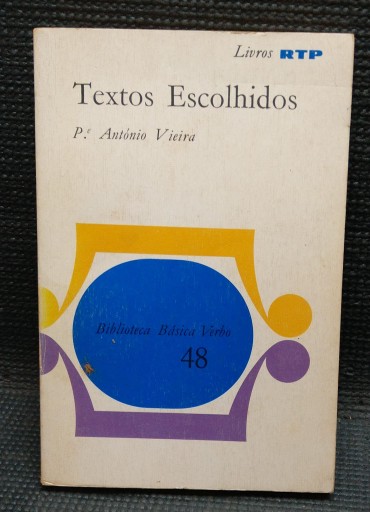 Livros RTP
Textos Escolhidos
P.e António Vieira
Biblioteca Básica Verbo
48